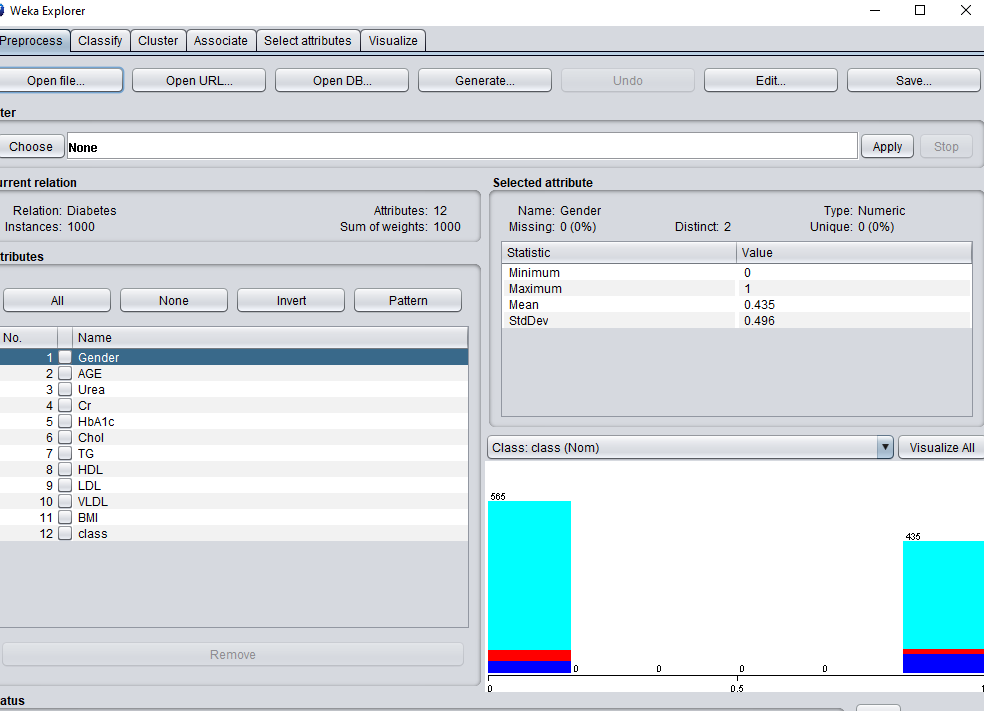 Weka Explorer
Preprocess Classify Cluster Associate Select attributes Visualize
Open file... Open URL... Open DB... Generate... Undo Edit... Save...
ter
Choose None Apply Stop
urrent relation
Relation: Diabetes Attributes: 12
Instances: 1000 Sum of weights: 1000
Selected attribute
Name: Gender Type: Numeric
Missing: 0 (0%) Distinct: 2 Unique: 0 (0%)
Statistic Value
Minimum 0
Maximum 1
Mean 0.435
StdDev 0.496
tributes
All None Invert Pattern
No. Name
1 Gender
2 AGE
3 Urea
4 Cr
5 HbA1c
6 Chol
7 TG
8 HDL
9 LDL
10 VLDL
11 BMI
12 class
Remove
Class: class (Nom) Visualize All
565
435
0 0 0 0
0 0.5 1
atus